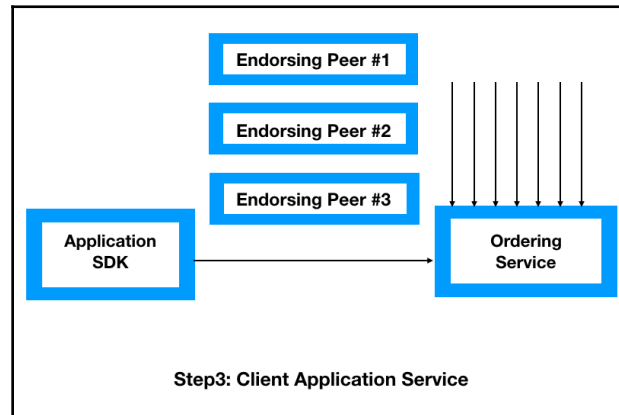 Endorsing Peer #1
Endorsing Peer #2
Endorsing Peer #3
Application
SDK
Ordering
Service
Step3: Client Application Service